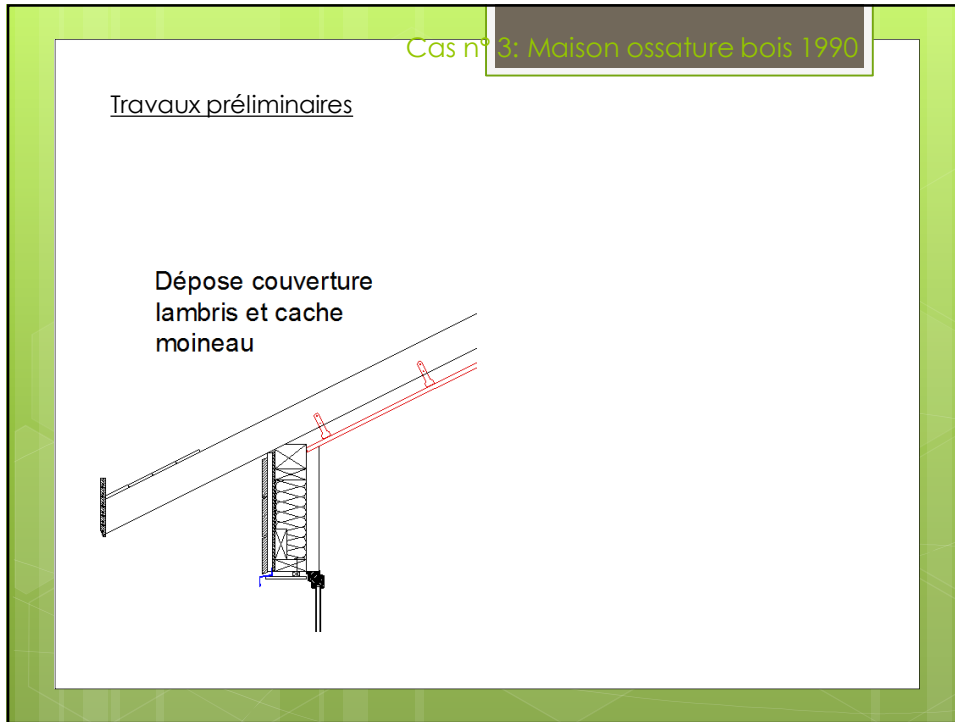 Cas n° 3: Maison ossature bois 1990
Travaux préliminaires
Dépose couverture
lambris et cache
moineau